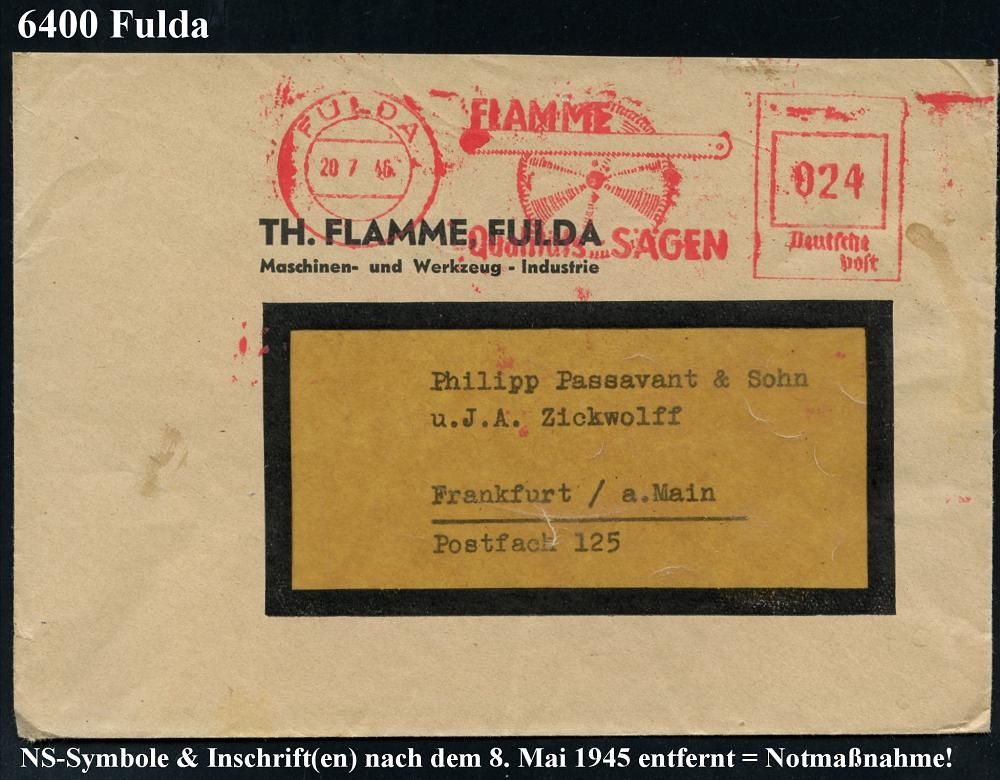 6400 Fulda
FULDA
20 7 46
FLAMME
024
Deutsche
Post
TH. FLAMME, FULDA
Qualitäts SÄGEN
Maschinen- und Werkzeug - Industrie
Philipp Passavant & Sohn
u.J.A. Zickwolff
Frankfurt / a.Main
Postfach 125
NS-Symbole & Inschrift(en) nach dem 8. Mai 1945 entfernt = Notmaßnahme!